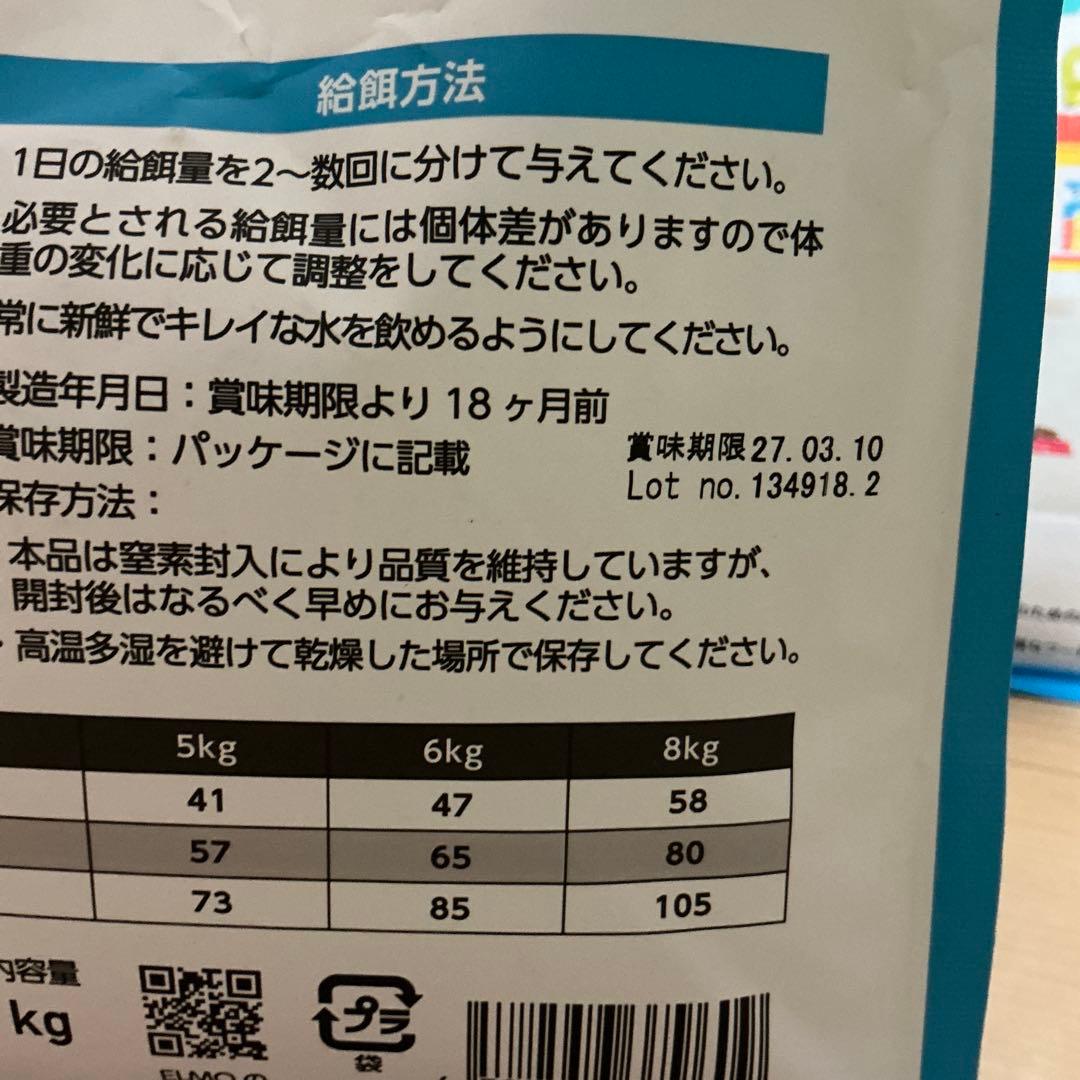 給餌方法
1日の給餌量を2〜数回に分けて与えてください。
必要とされる給餌量には個体差がありますので体
重の変化に応じて調整をしてください。
常に新鮮でキレイな水を飲めるようにしてください。
製造年月日：賞味期限より 18 ヶ月前
賞味期限：パッケージに記載
賞味期限27.03.10
Lot no.134918.2
保存方法：
本品は窒素封入により品質を維持していますが、
開封後はなるべく早めにお与えください。
・高温多湿を避けて乾燥した場所で保存してください。
5kg 6kg 8kg
41 47 58
57 65 80
73 85 105
内容量
kg
プラ
袋
ELMOの